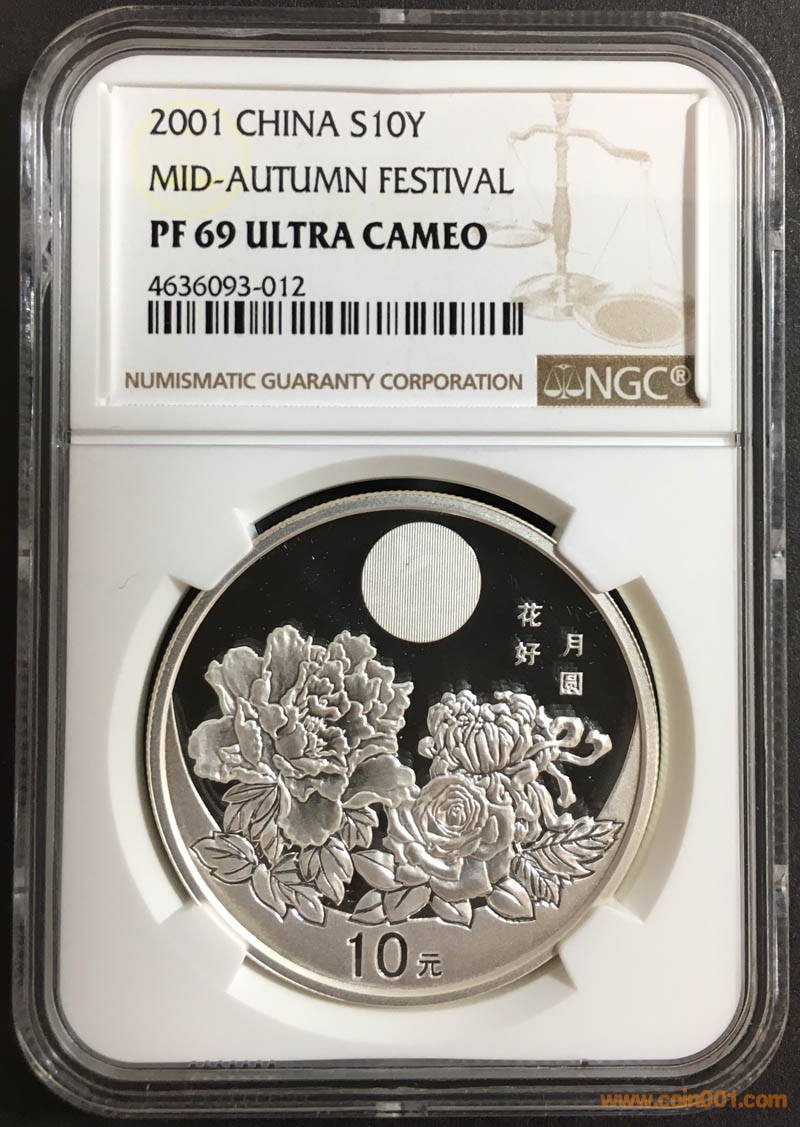 2001 CHINA S10Y
MID-AUTUMN FESTIVAL
PF 69 ULTRA CAMEO
4636093-012
NUMISMATIC GUARANTY CORPORATION
NGC®
花好
月圆
10元
www.coin001.com